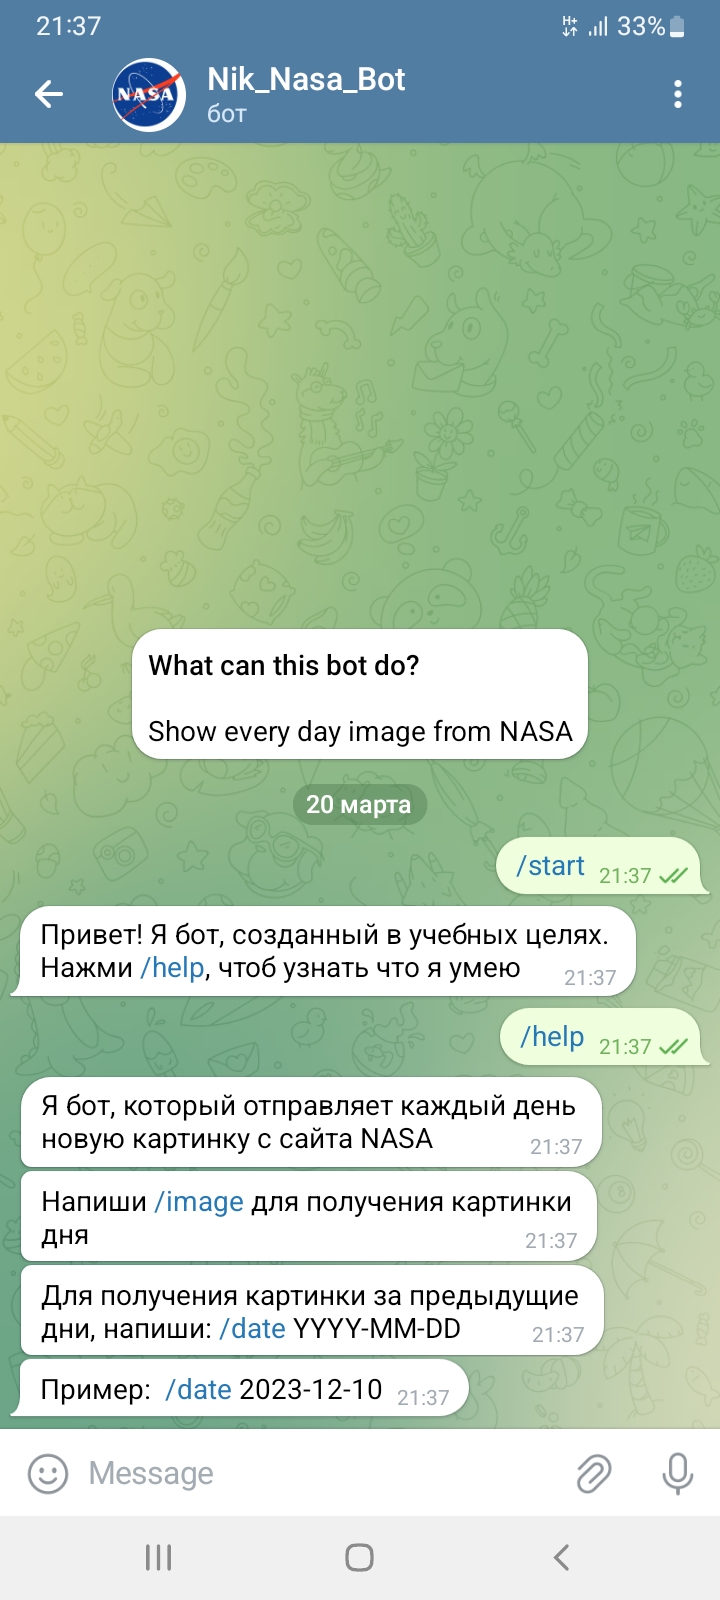 21:37
33%
NASA
Nik_Nasa_Bot
бот
What can this bot do?
Show every day image from NASA
20 марта
/start 21:37
Привет! Я бот, созданный в учебных целях.
Нажми /help, чтоб узнать что я умею 21:37
/help 21:37
Я бот, который отправляет каждый день
новую картинку с сайта NASA 21:37
Напиши /image для получения картинки
дня 21:37
Для получения картинки за предыдущие
дни, напиши: /date YYYY-MM-DD 21:37
Пример: /date 2023-12-10 21:37
Message